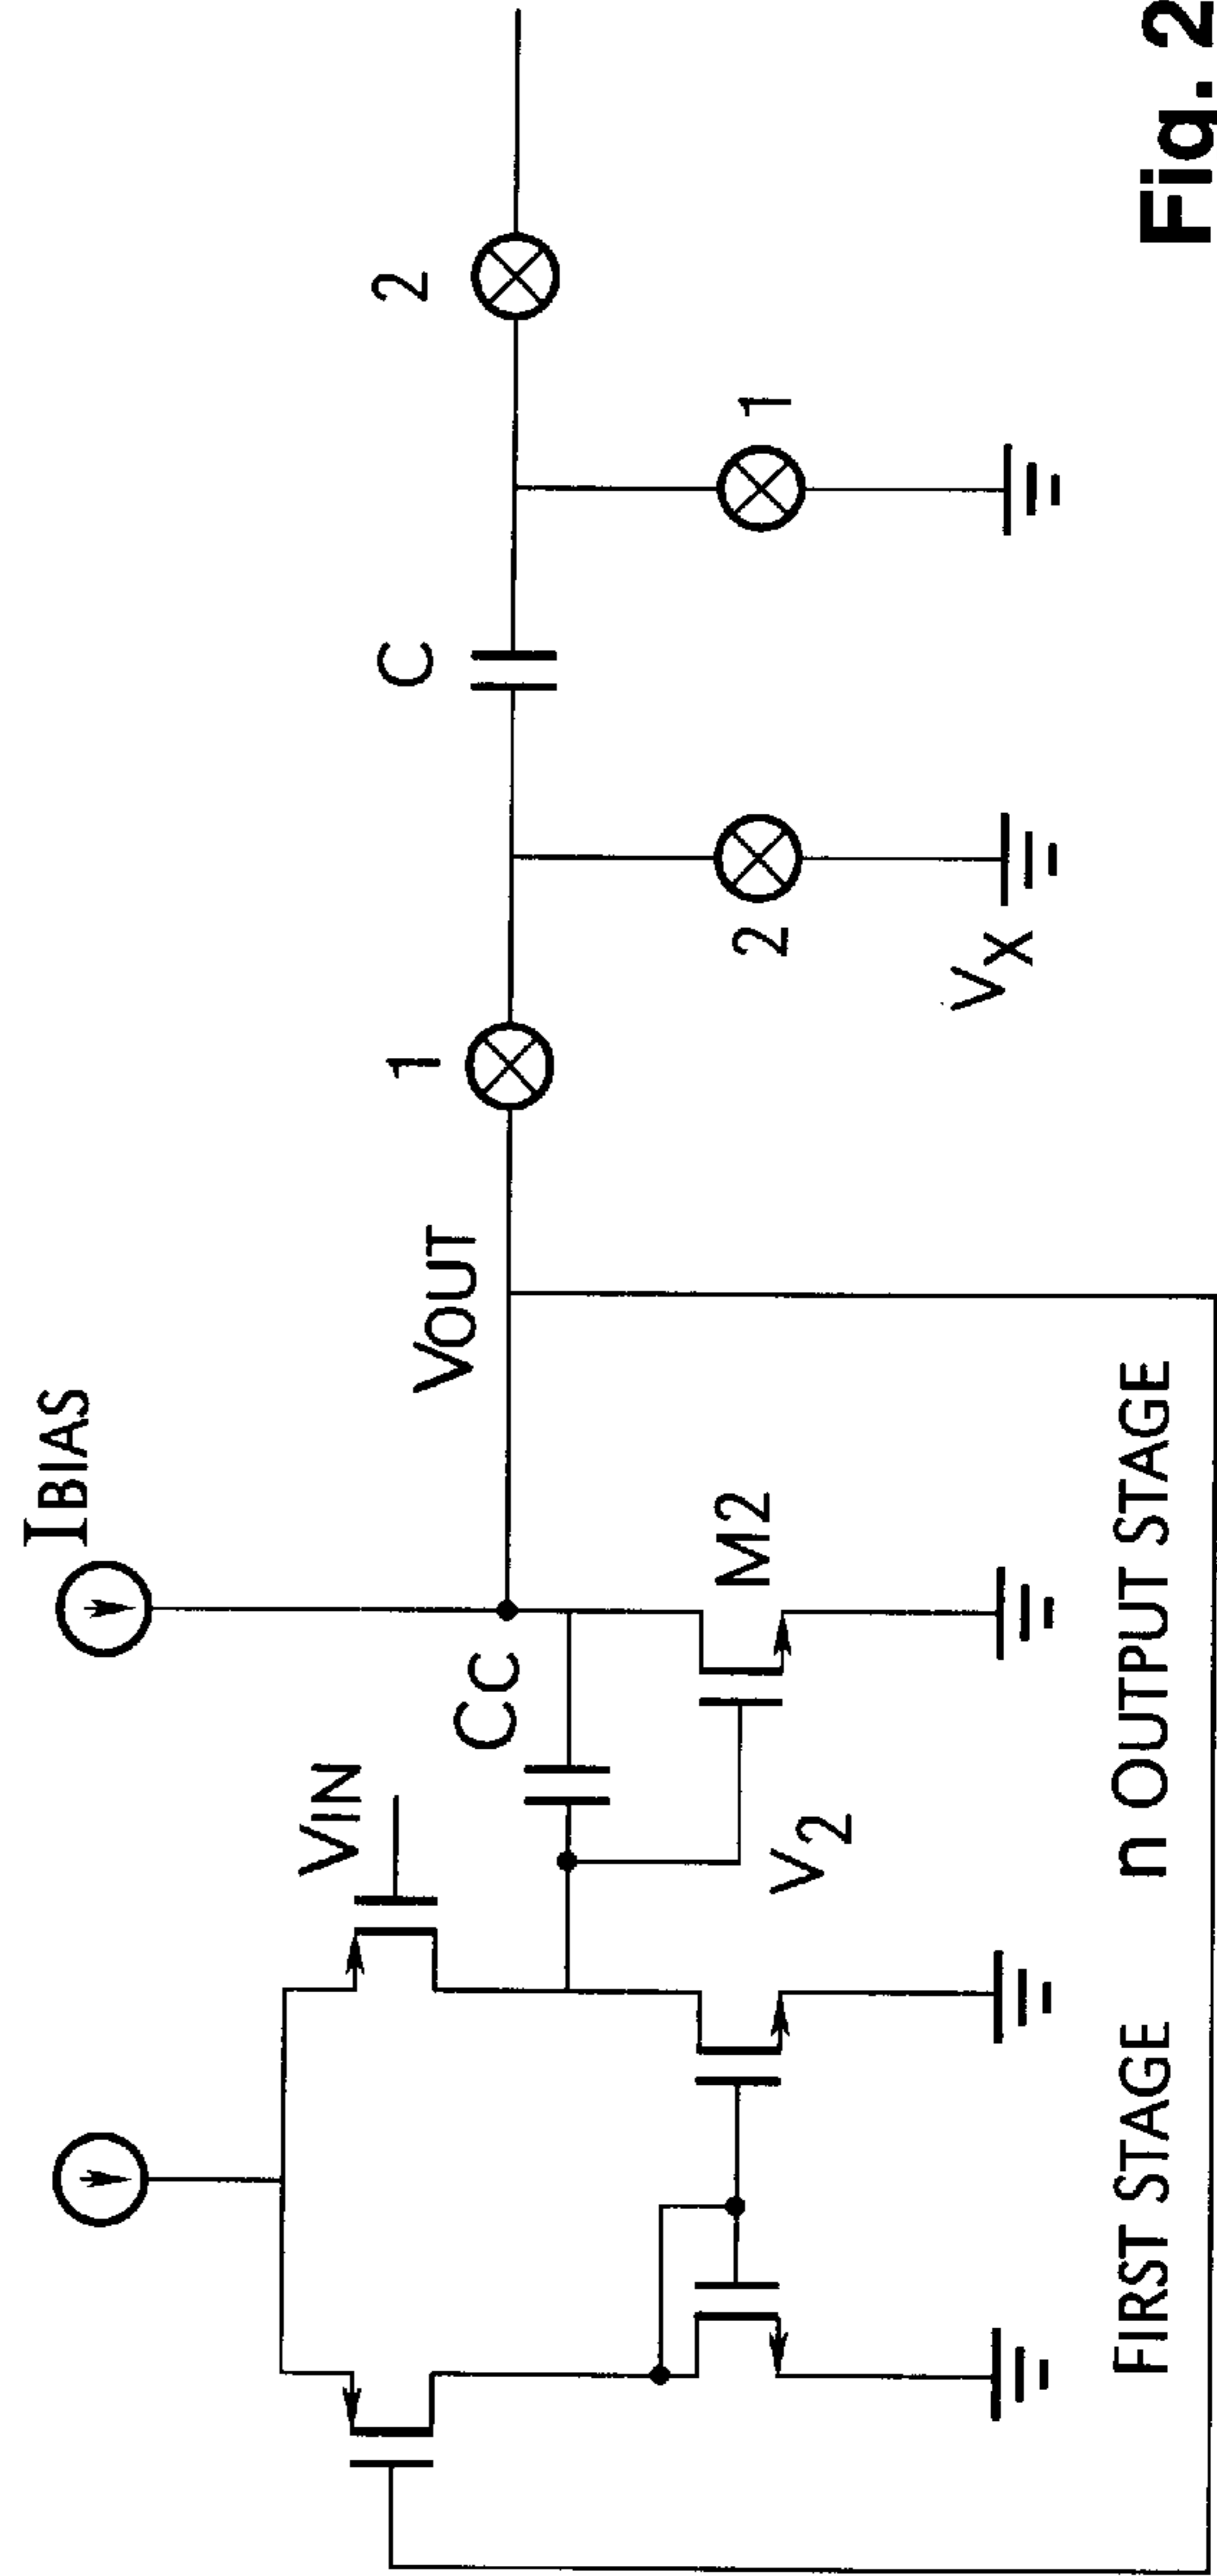 IBIAS
VIN
CC
VOUT
1
C
2
M2
V2
2
1
VX
FIRST STAGE
n OUTPUT STAGE
Fig. 2